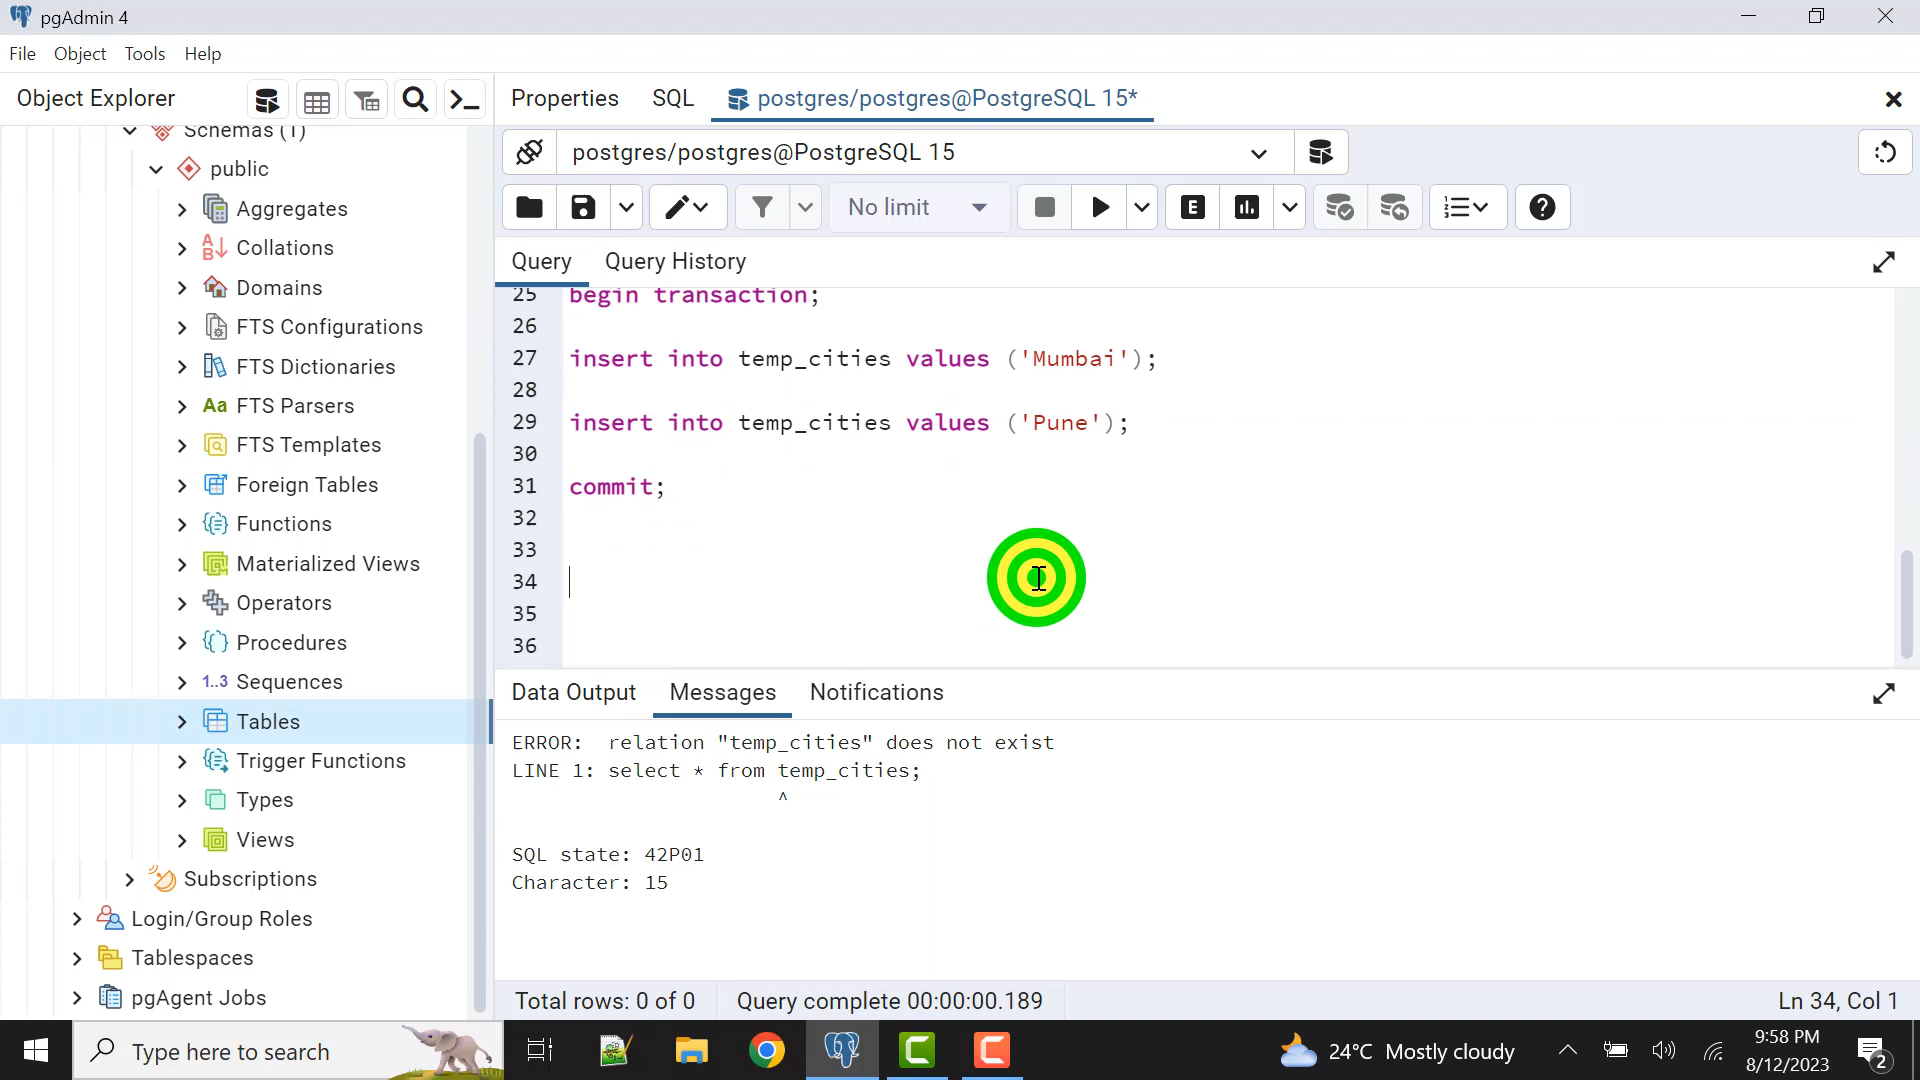 pgAdmin 4
File Object Tools Help
Object Explorer
Properties SQL postgres/postgres@PostgreSQL 15*
postgres/postgres@PostgreSQL 15
No limit
E
Query Query History
Schemas (1)
public
Aggregates
Collations
Domains
FTS Configurations
FTS Dictionaries
Aa FTS Parsers
FTS Templates
Foreign Tables
Functions
Materialized Views
Operators
Procedures
1..3 Sequences
Tables
Trigger Functions
Types
Views
Subscriptions
Login/Group Roles
Tablespaces
pgAgent Jobs
25 begin transaction;
26
27 insert into temp_cities values ('Mumbai');
28
29 insert into temp_cities values ('Pune');
30
31 commit;
32
33
34
35
36
Data Output Messages Notifications
ERROR: relation "temp_cities" does not exist
LINE 1: select * from temp_cities;
^
SQL state: 42P01
Character: 15
Total rows: 0 of 0 Query complete 00:00:00.189 Ln 34, Col 1
Type here to search
24°C Mostly cloudy
9:58 PM
8/12/2023
2